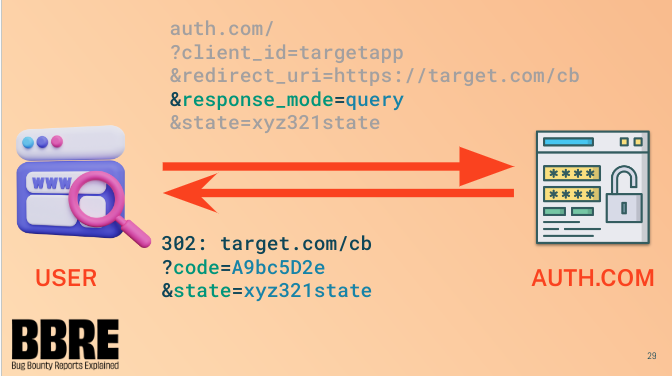 auth.com/
?client_id=targetapp
&redirect_uri=https://target.com/cb
&response_mode=query
&state=xyz321state
WWW
****
****
302: target.com/cb
?code=A9bc5D2e
&state=xyz321state
USER
AUTH.COM
BBRE
Bug Bounty Reports Explained
29